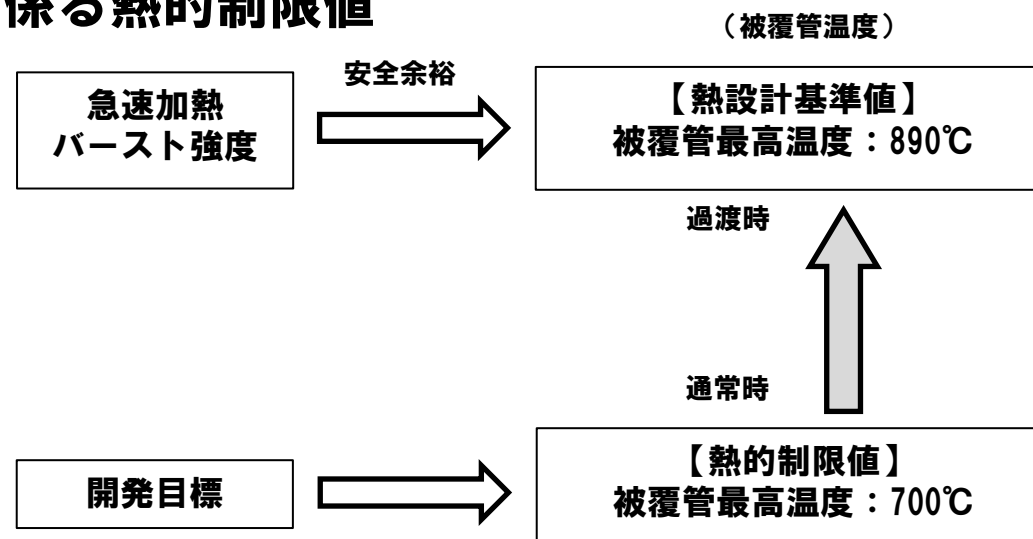 係る熱的制限値
（被覆管温度）
急速加熱
バースト強度
安全余裕
【熱設計基準値】
被覆管最高温度：890℃
過渡時
通常時
開発目標
【熱的制限値】
被覆管最高温度：700℃